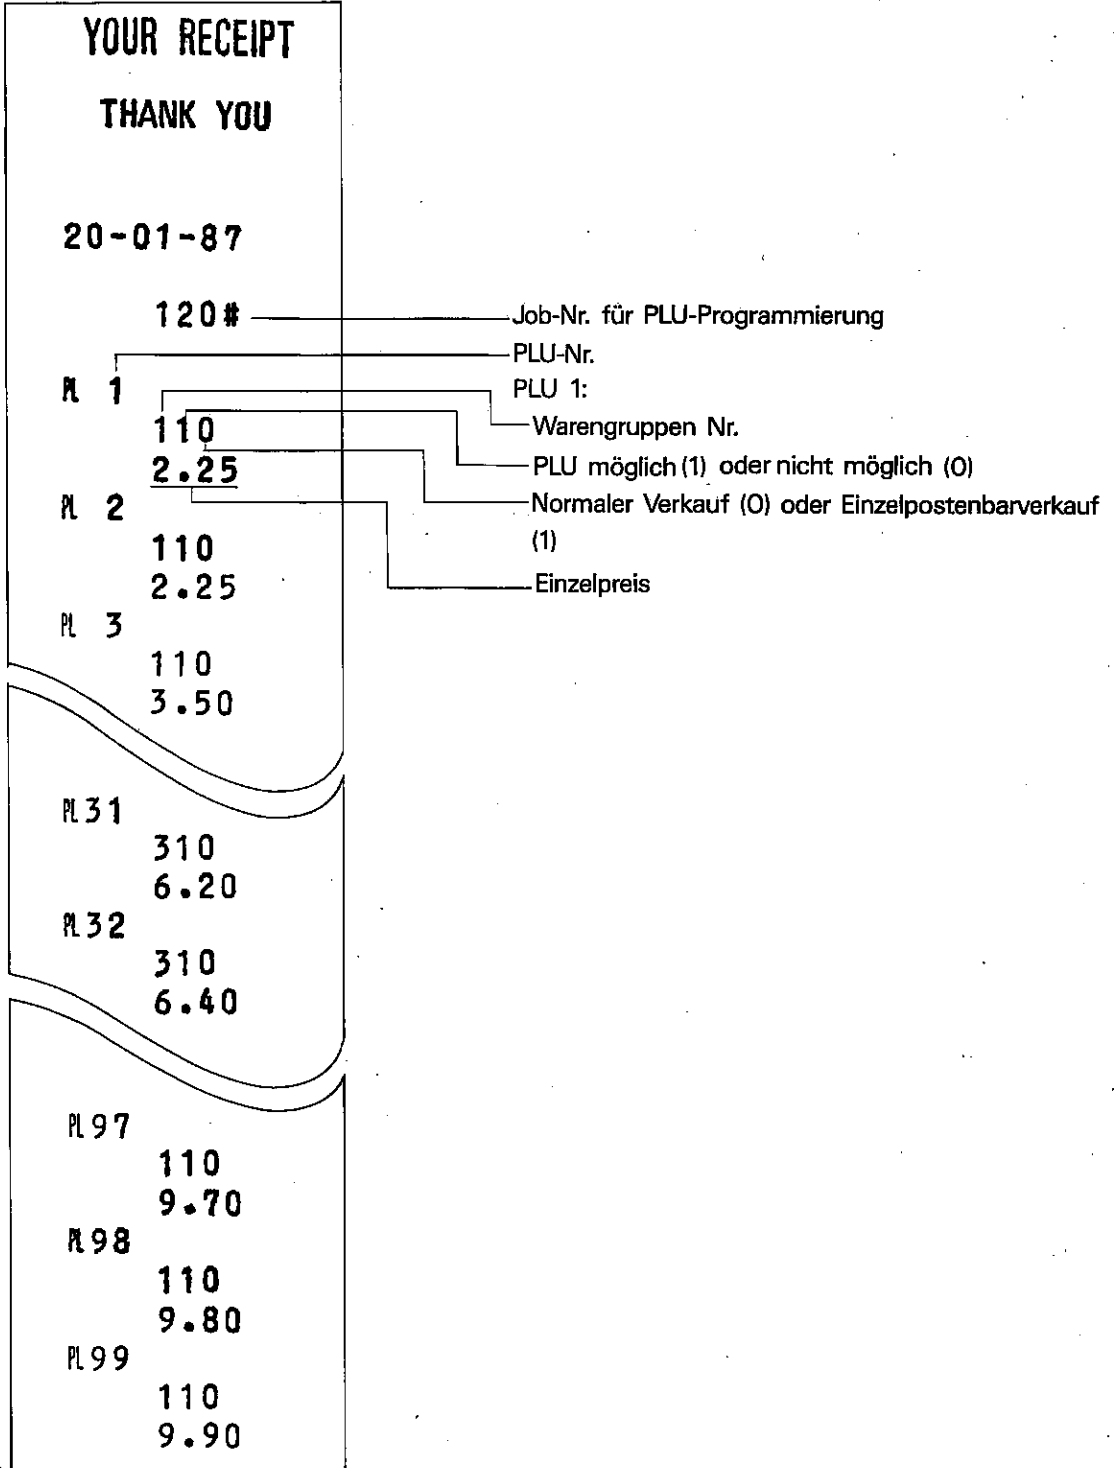 YOUR RECEIPT
THANK YOU
20-01-87
120#
Job-Nr. für PLU-Programmierung
PLU-Nr.
PL 1
PLU 1:
110
Warengruppen Nr.
2.25
PLU möglich (1) oder nicht möglich (0)
PL 2
Normaler Verkauf (0) oder Einzelpostenbarverkauf
(1)
110
2.25
Einzelpreis
PL 3
110
3.50
PL31
310
6.20
PL32
310
6.40
PL97
110
9.70
PL98
110
9.80
PL99
110
9.90